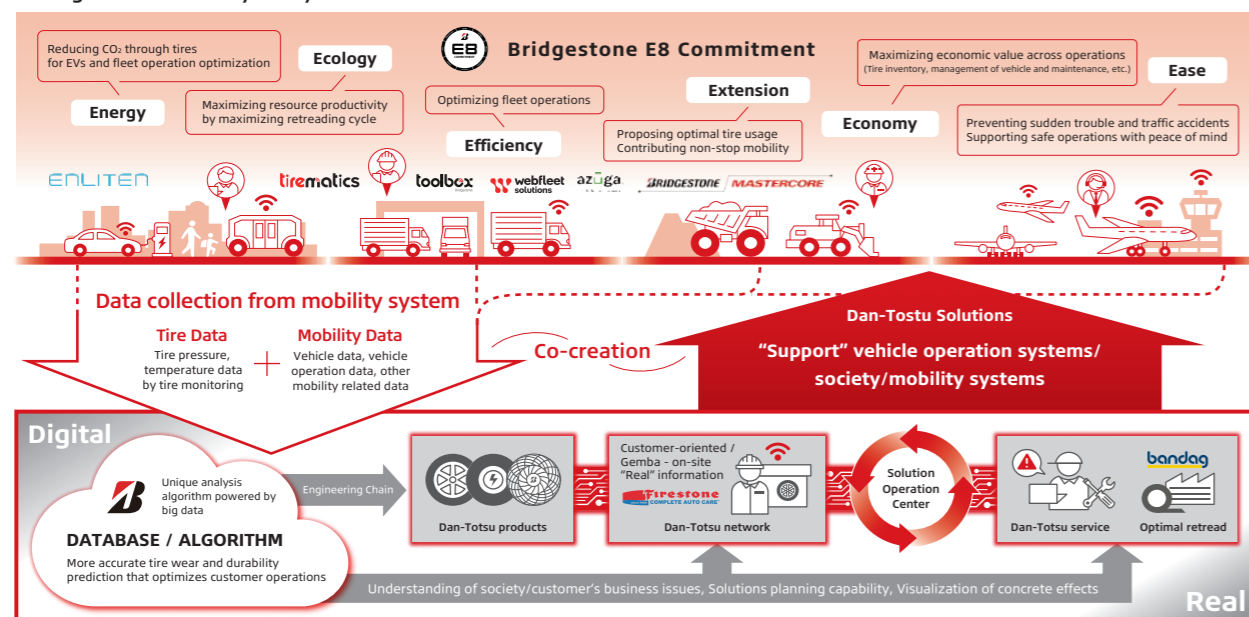 Bridgestone E8 Commitment
E8
Reducing CO₂ through tires
for EVs and fleet operation optimization
Energy
Ecology
Maximizing resource productivity
by maximizing retreading cycle
Optimizing fleet operations
Efficiency
Extension
Proposing optimal tire usage
Contributing non-stop mobility
Maximizing economic value across operations
(Tire inventory, management of vehicle and maintenance, etc.)
Economy
Ease
Preventing sudden trouble and traffic accidents
Supporting safe operations with peace of mind
ENLITEN
tirematics
toolbox
webfleet
solutions
azuga
BRIDGESTONE
MASTERCORE
Data collection from mobility system
Tire Data
Tire pressure,
temperature data
by tire monitoring
+
Mobility Data
Vehicle data, vehicle
operation data, other
mobility related data
Co-creation
Dan-Tostu Solutions
“Support” vehicle operation systems/
society/mobility systems
Digital
B
Unique analysis
algorithm powered by
big data
DATABASE / ALGORITHM
More accurate tire wear and durability
prediction that optimizes customer operations
Engineering Chain
Dan-Totsu products
Customer-oriented /
Gemba - on-site
“Real” information
Firestone
COMPLETE AUTO CARE
Dan-Totsu network
Solution
Operation
Center
Dan-Totsu service
bandag
Optimal retread
Understanding of society/customer’s business issues, Solutions planning capability, Visualization of concrete effects
Real